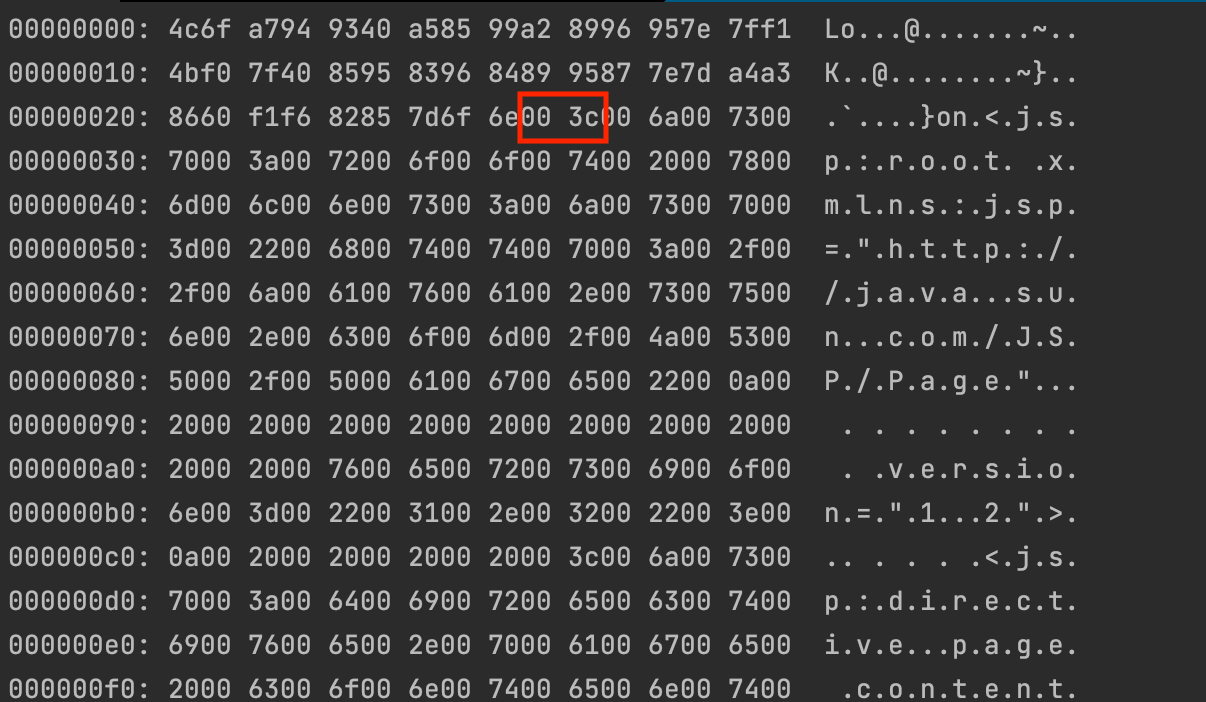 00000000: 4c6f a794 9340 a585 99a2 8996 957e 7ff1  Lo...@.......~..
00000010: 4bf0 7f40 8595 8396 8489 9587 7e7d a4a3  K..@........~}..
00000020: 8660 f1f6 8285 7d6f 6e00 3c00 6a00 7300  .`....}on.<.j.s.
00000030: 7000 3a00 7200 6f00 6f00 7400 2000 7800  p.:.r.o.o.t. .x.
00000040: 6d00 6c00 6e00 7300 3a00 6a00 7300 7000  m.l.n.s.:.j.s.p.
00000050: 3d00 2200 6800 7400 7400 7000 3a00 2f00  =.".h.t.t.p.:./.
00000060: 2f00 6a00 6100 7600 6100 2e00 7300 7500  /.j.a.v.a...s.u.
00000070: 6e00 2e00 6300 6f00 6d00 2f00 4a00 5300  n...c.o.m./.J.S.
00000080: 5000 2f00 5000 6100 6700 6500 2200 0a00  P./.P.a.g.e."...
00000090: 2000 2000 2000 2000 2000 2000 2000 2000   . . . . . . . .
000000a0: 2000 2000 7600 6500 7200 7300 6900 6f00   . .v.e.r.s.i.o.
000000b0: 6e00 3d00 2200 3100 2e00 3200 2200 3e00  n.=.".1...2.".>.
000000c0: 0a00 2000 2000 2000 2000 3c00 6a00 7300  .. . . . .<.j.s.
000000d0: 7000 3a00 6400 6900 7200 6500 6300 7400  p.:.d.i.r.e.c.t.
000000e0: 6900 7600 6500 2e00 7000 6100 6700 6500  i.v.e...p.a.g.e.
000000f0: 2000 6300 6f00 6e00 7400 6500 6e00 7400   .c.o.n.t.e.n.t.